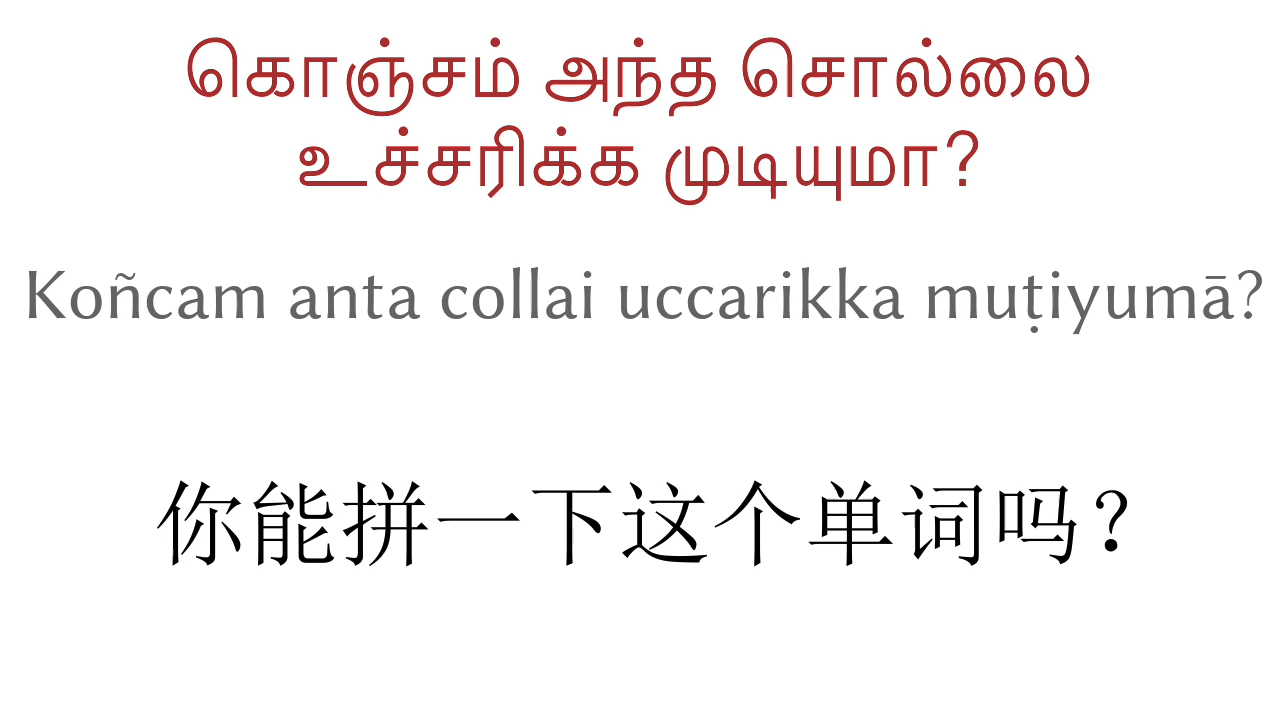 கொஞ்சம் அந்த சொல்லை
உச்சரிக்க முடியுமா?
Koñcam anta collai uccarikka muṭiyumā?
你能拼一下这个单词吗？